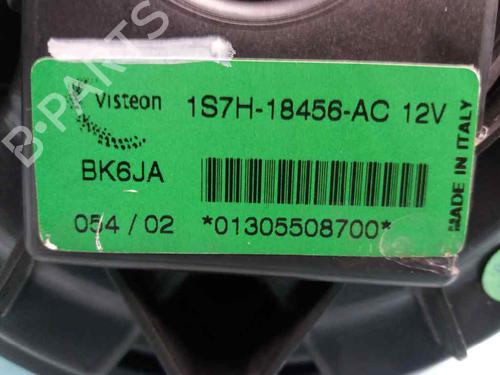 B-PARTS
visteon 1S7H-18456-AC 12V
BK6JA
054 / 02 *01305508700*
MADE IN ITALY